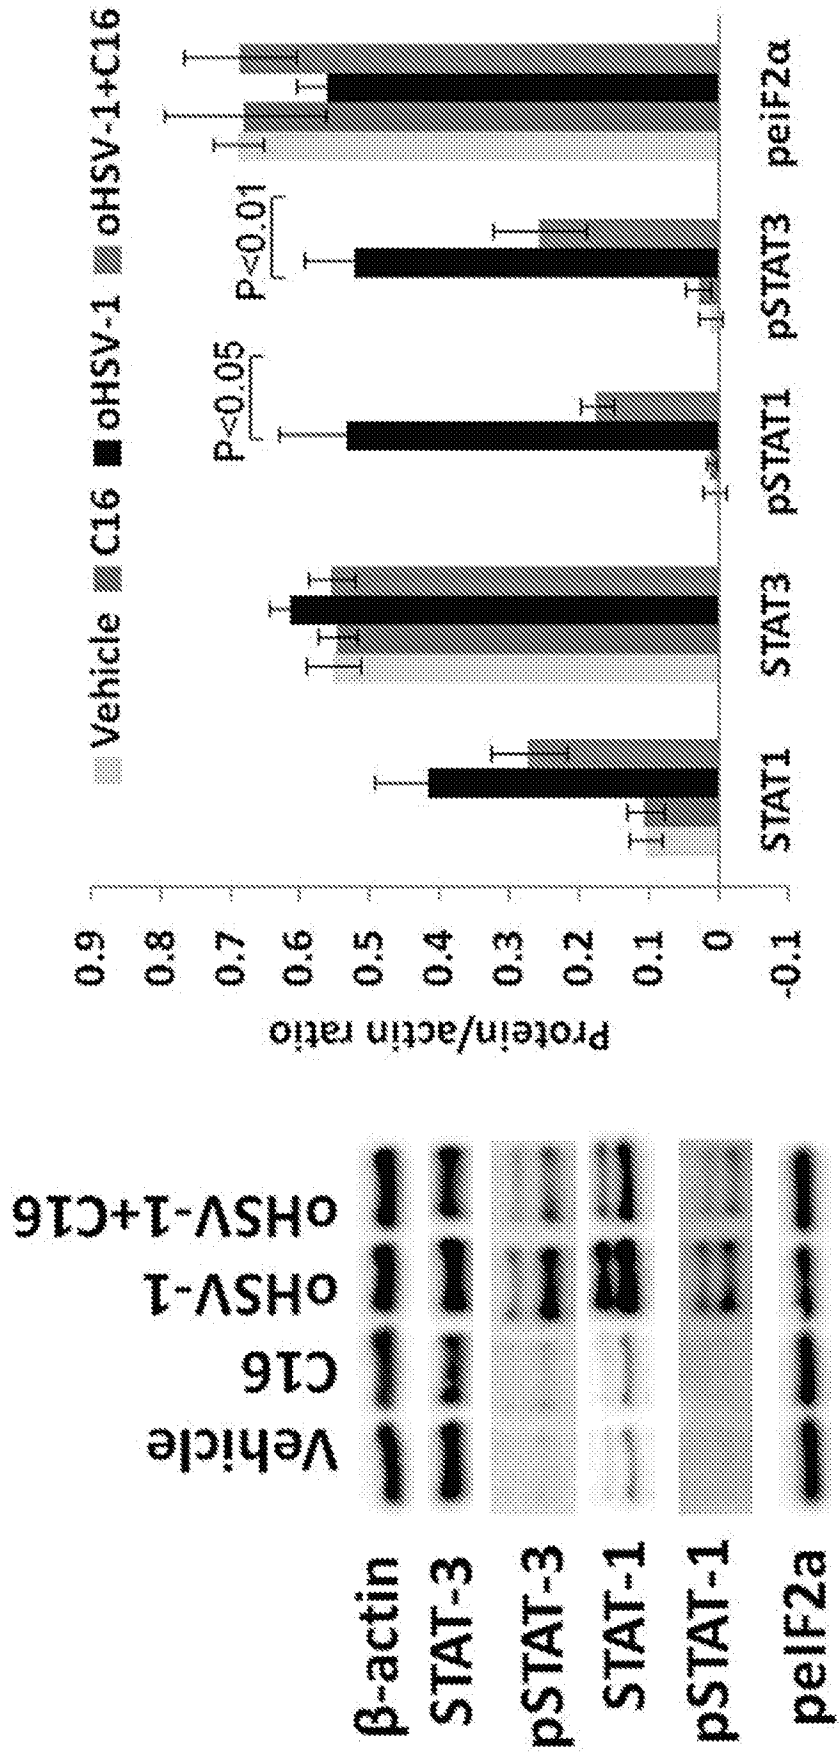 Vehicle
C16
oHSV-1
oHSV-1+C16
β-actin
STAT-3
pSTAT-3
STAT-1
pSTAT-1
peIF2a
Vehicle C16 oHSV-1 oHSV-1+C16
Protein/actin ratio
0.9
0.8
0.7
0.6
0.5
0.4
0.3
0.2
0.1
0
-0.1
P<0.05
P<0.01
STAT1 STAT3 pSTAT1 pSTAT3 peiF2α